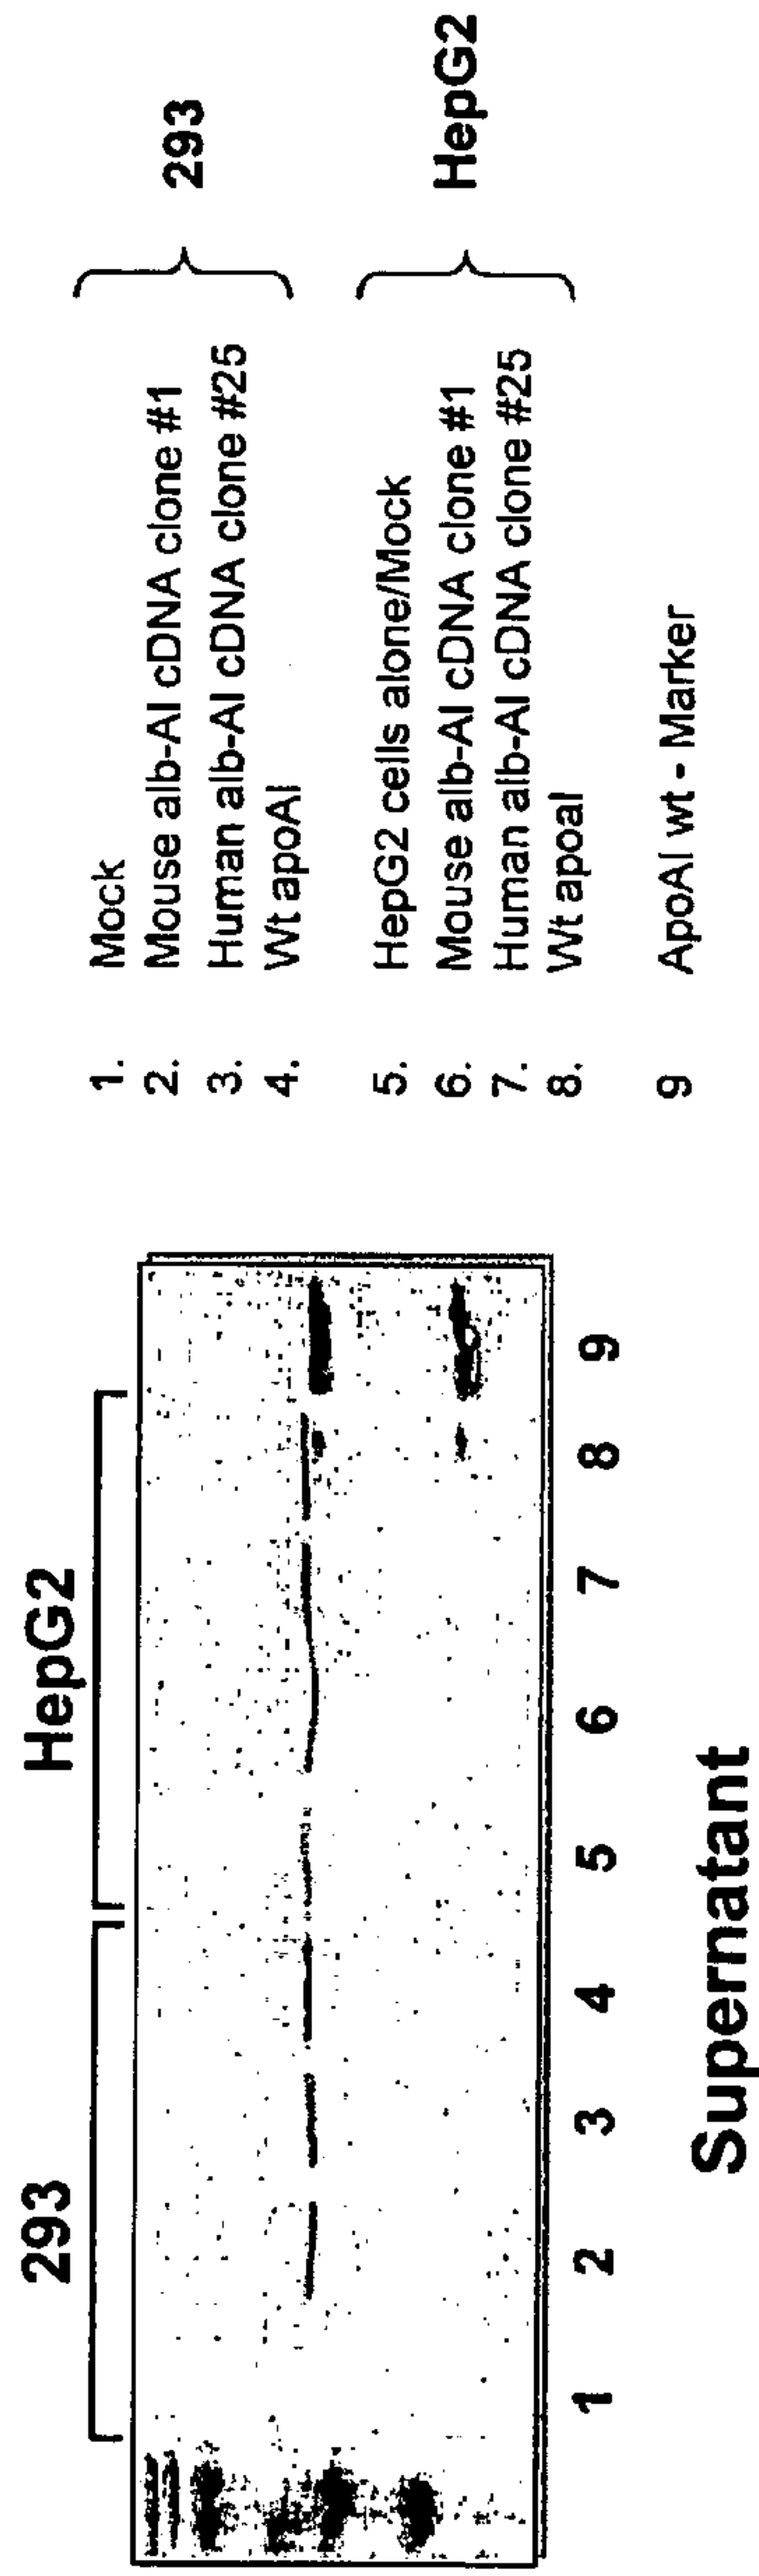 293 HepG2
1 2 3 4 5 6 7 8 9
Supernatant
1. Mock
2. Mouse alb-AI cDNA clone #1
3. Human alb-AI cDNA clone #25
4. Wt apoAI
293
5. HepG2 cells alone/Mock
6. Mouse alb-AI cDNA clone #1
7. Human alb-AI cDNA clone #25
8. Wt apoaI
HepG2
9 ApoAI wt - Marker